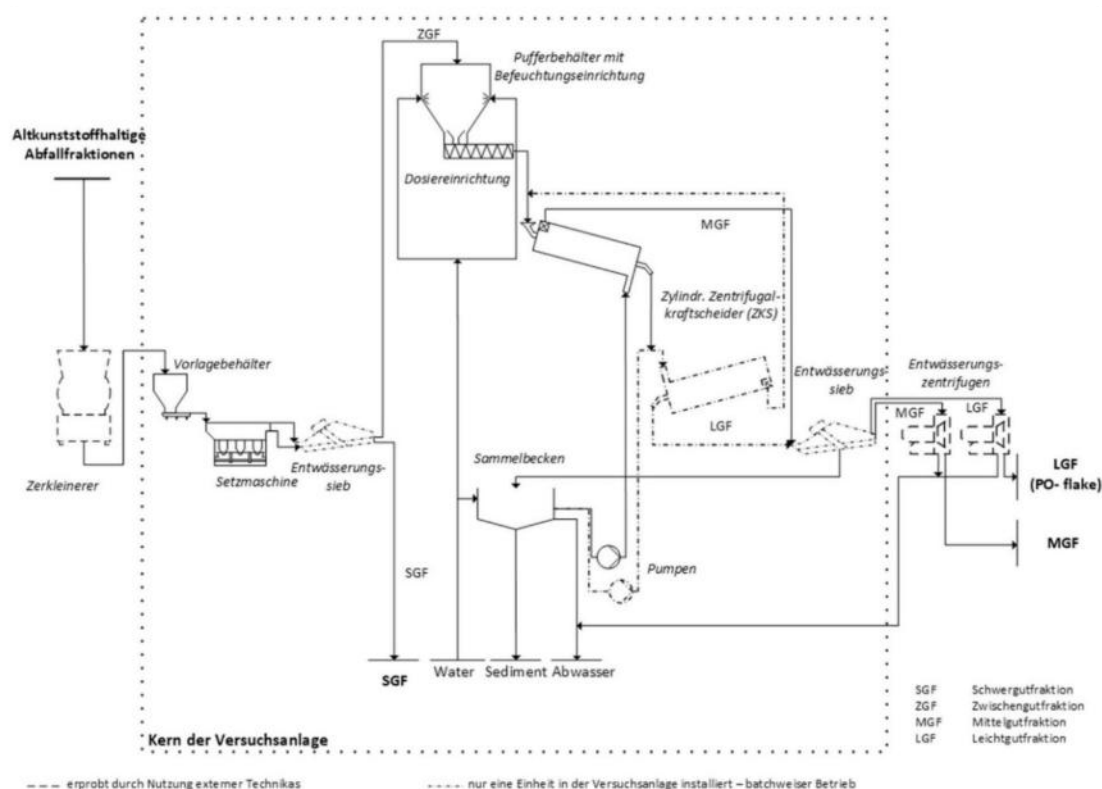 ZGF
Pufferbehälter mit
Befeuchtungseinrichtung
Altkunststoffhaltige
Abfallfraktionen
Dosiereinrichtung
MGF
Zylindr. Zentrifugal-
kraftscheider (ZKS)
Vorlagebehälter
Entwässerungs
sieb
Entwässerungs
zentrifugen
MGF
LGF
LGF
Zerkleinerer
Setzmaschine
Entwässerungs-
sieb
Sammelbecken
LGF
(PO- flake)
MGF
SGF
Pumpen
SGF
Water
Sediment
Abwasser
SGF Schwergutfraktion
ZGF Zwischengutfraktion
MGF Mittelgutfraktion
LGF Leichtgutfraktion
Kern der Versuchsanlage
erprobt durch Nutzung externer Technikas
nur eine Einheit in der Versuchsanlage installiert – batchweiser Betrieb